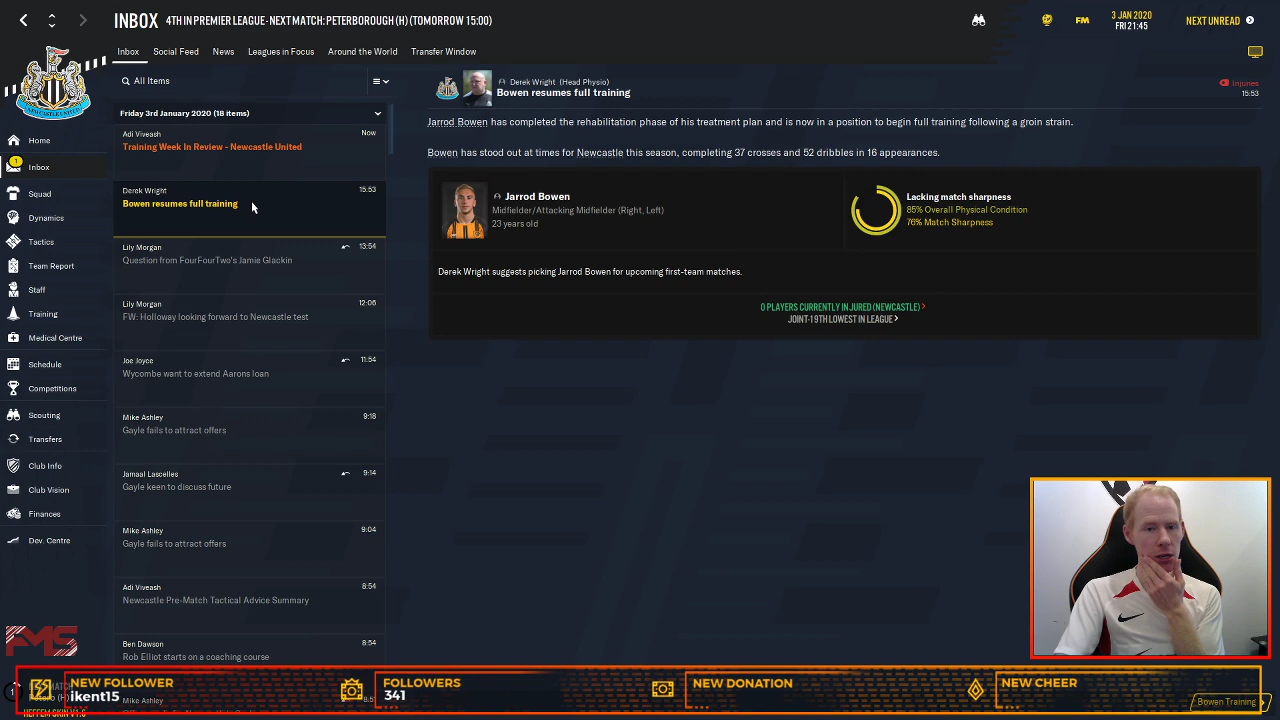 INBOX
4TH IN PREMIER LEAGUE - NEXT MATCH: PETERBOROUGH (H) (TOMORROW 15:00)
FM
3 JAN 2020
FRI 21:45
NEXT UNREAD
Inbox Social Feed News Leagues in Focus Around the World Transfer Window
NEWCASTLE UNITED
All Items
Friday 3rd January 2020 (18 items)
Adi Viveash Now
Training Week In Review - Newcastle United
Derek Wright 15:53
Bowen resumes full training
Lily Morgan 13:54
Question from FourFourTwo's Jamie Glackin
Lily Morgan 12:06
FW: Holloway looking forward to Newcastle test
Joe Joyce 11:54
Wycombe want to extend Aarons loan
Mike Ashley 9:18
Gayle fails to attract offers
Jamaal Lascelles 9:14
Gayle keen to discuss future
Mike Ashley 9:04
Gayle fails to attract offers
Adi Viveash 8:54
Newcastle Pre-Match Tactical Advice Summary
Ben Dawson 8:54
Rob Elliot starts on a coaching course
Mike Ashley
Home
1
Inbox
Squad
Dynamics
Tactics
Team Report
Staff
Training
Medical Centre
Schedule
Competitions
Scouting
Transfers
Club Info
Club Vision
Finances
Dev. Centre
Derek Wright (Head Physio)
Bowen resumes full training
Injuries
15:53
Jarrod Bowen has completed the rehabilitation phase of his treatment plan and is now in a position to begin full training following a groin strain.
Bowen has stood out at times for Newcastle this season, completing 37 crosses and 52 dribbles in 16 appearances.
Jarrod Bowen
Midfielder/Attacking Midfielder (Right, Left)
23 years old
Lacking match sharpness
85% Overall Physical Condition
76% Match Sharpness
Derek Wright suggests picking Jarrod Bowen for upcoming first-team matches.
0 PLAYERS CURRENTLY INJURED (NEWCASTLE)
JOINT-19TH LOWEST IN LEAGUE
FMS
NEW FOLLOWER
ikent15
FOLLOWERS
341
NEW DONATION
NEW CHEER
Bowen Training